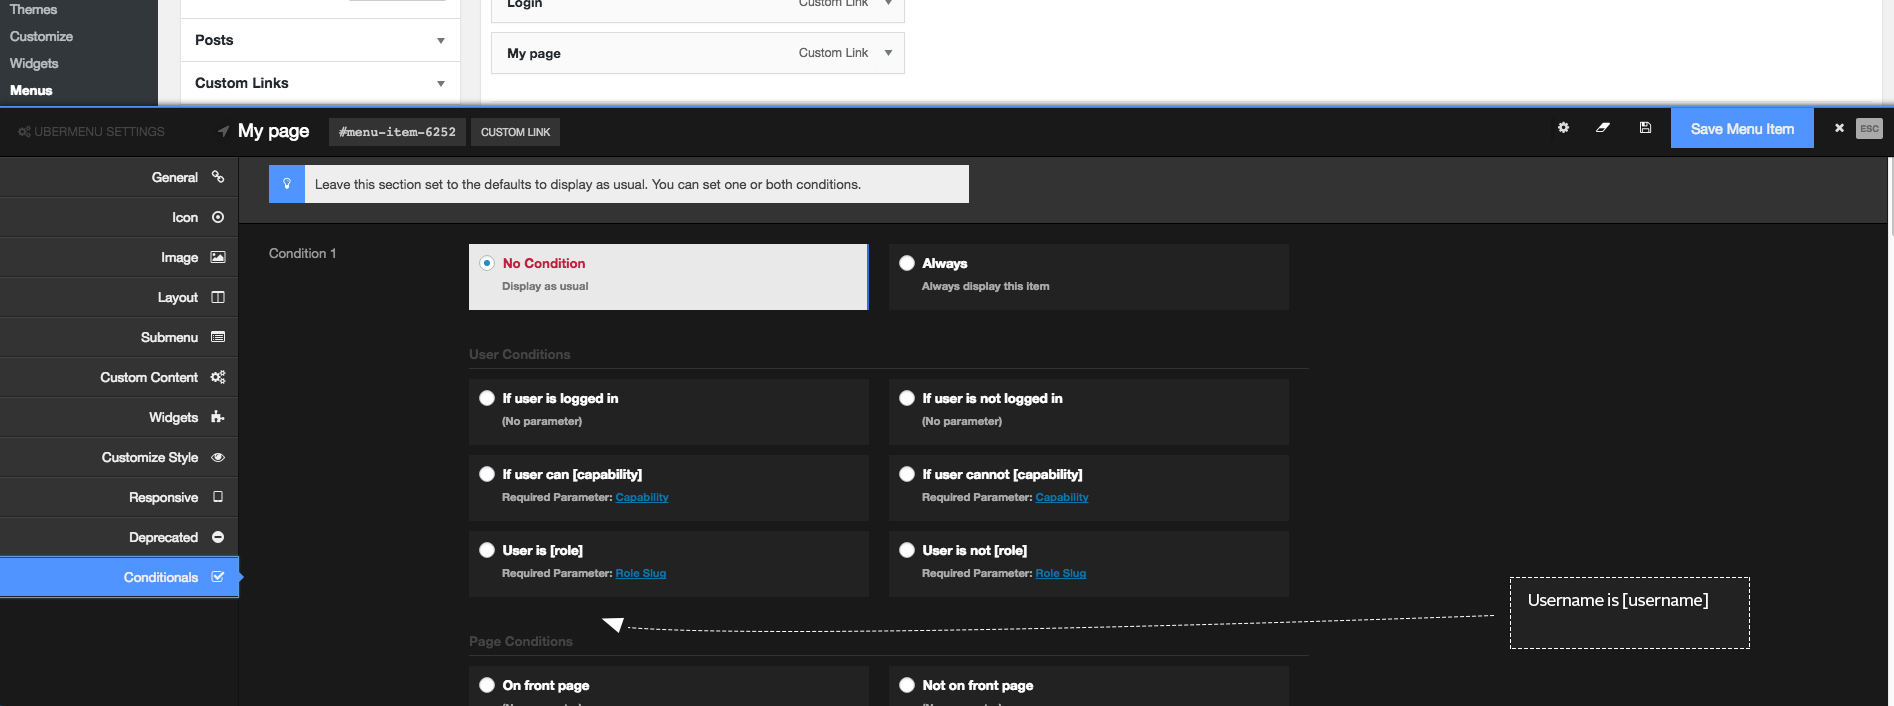 Themes
Customize
Widgets
Menus
Posts
Custom Links
Login Custom Link
My page Custom Link
UBERMENU SETTINGS
My page #menu-item-6252 CUSTOM LINK
Save Menu Item
ESC
General
Icon
Image
Layout
Submenu
Custom Content
Widgets
Customize Style
Responsive
Deprecated
Conditionals
Leave this section set to the defaults to display as usual. You can set one or both conditions.
Condition 1
No Condition
Display as usual
Always
Always display this item
User Conditions
If user is logged in
(No parameter)
If user is not logged in
(No parameter)
If user can [capability]
Required Parameter: Capability
If user cannot [capability]
Required Parameter: Capability
User is [role]
Required Parameter: Role Slug
User is not [role]
Required Parameter: Role Slug
Username is [username]
Page Conditions
On front page
(No parameter)
Not on front page
(No parameter)